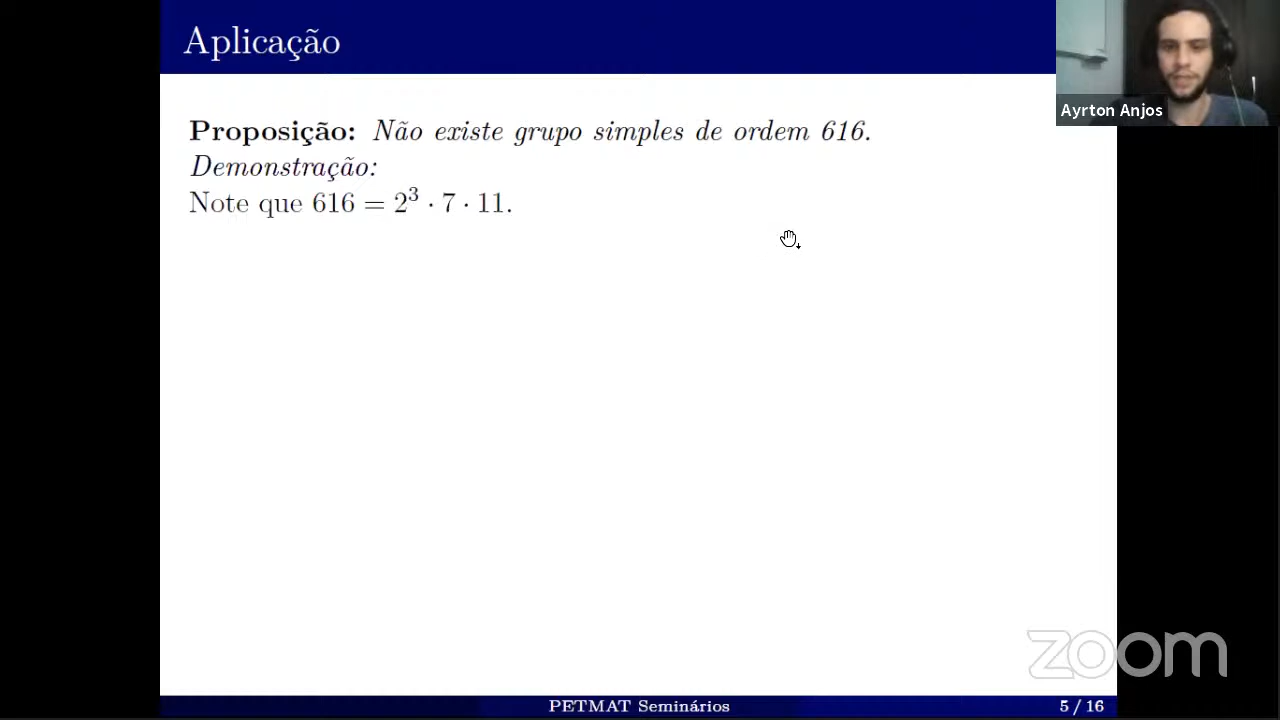 Aplicação
Ayrton Anjos
Proposição: Não existe grupo simples de ordem 616.
Demonstração:
Note que 616 = 2³ · 7 · 11.
zoom
PETMAT Seminários
5 / 16